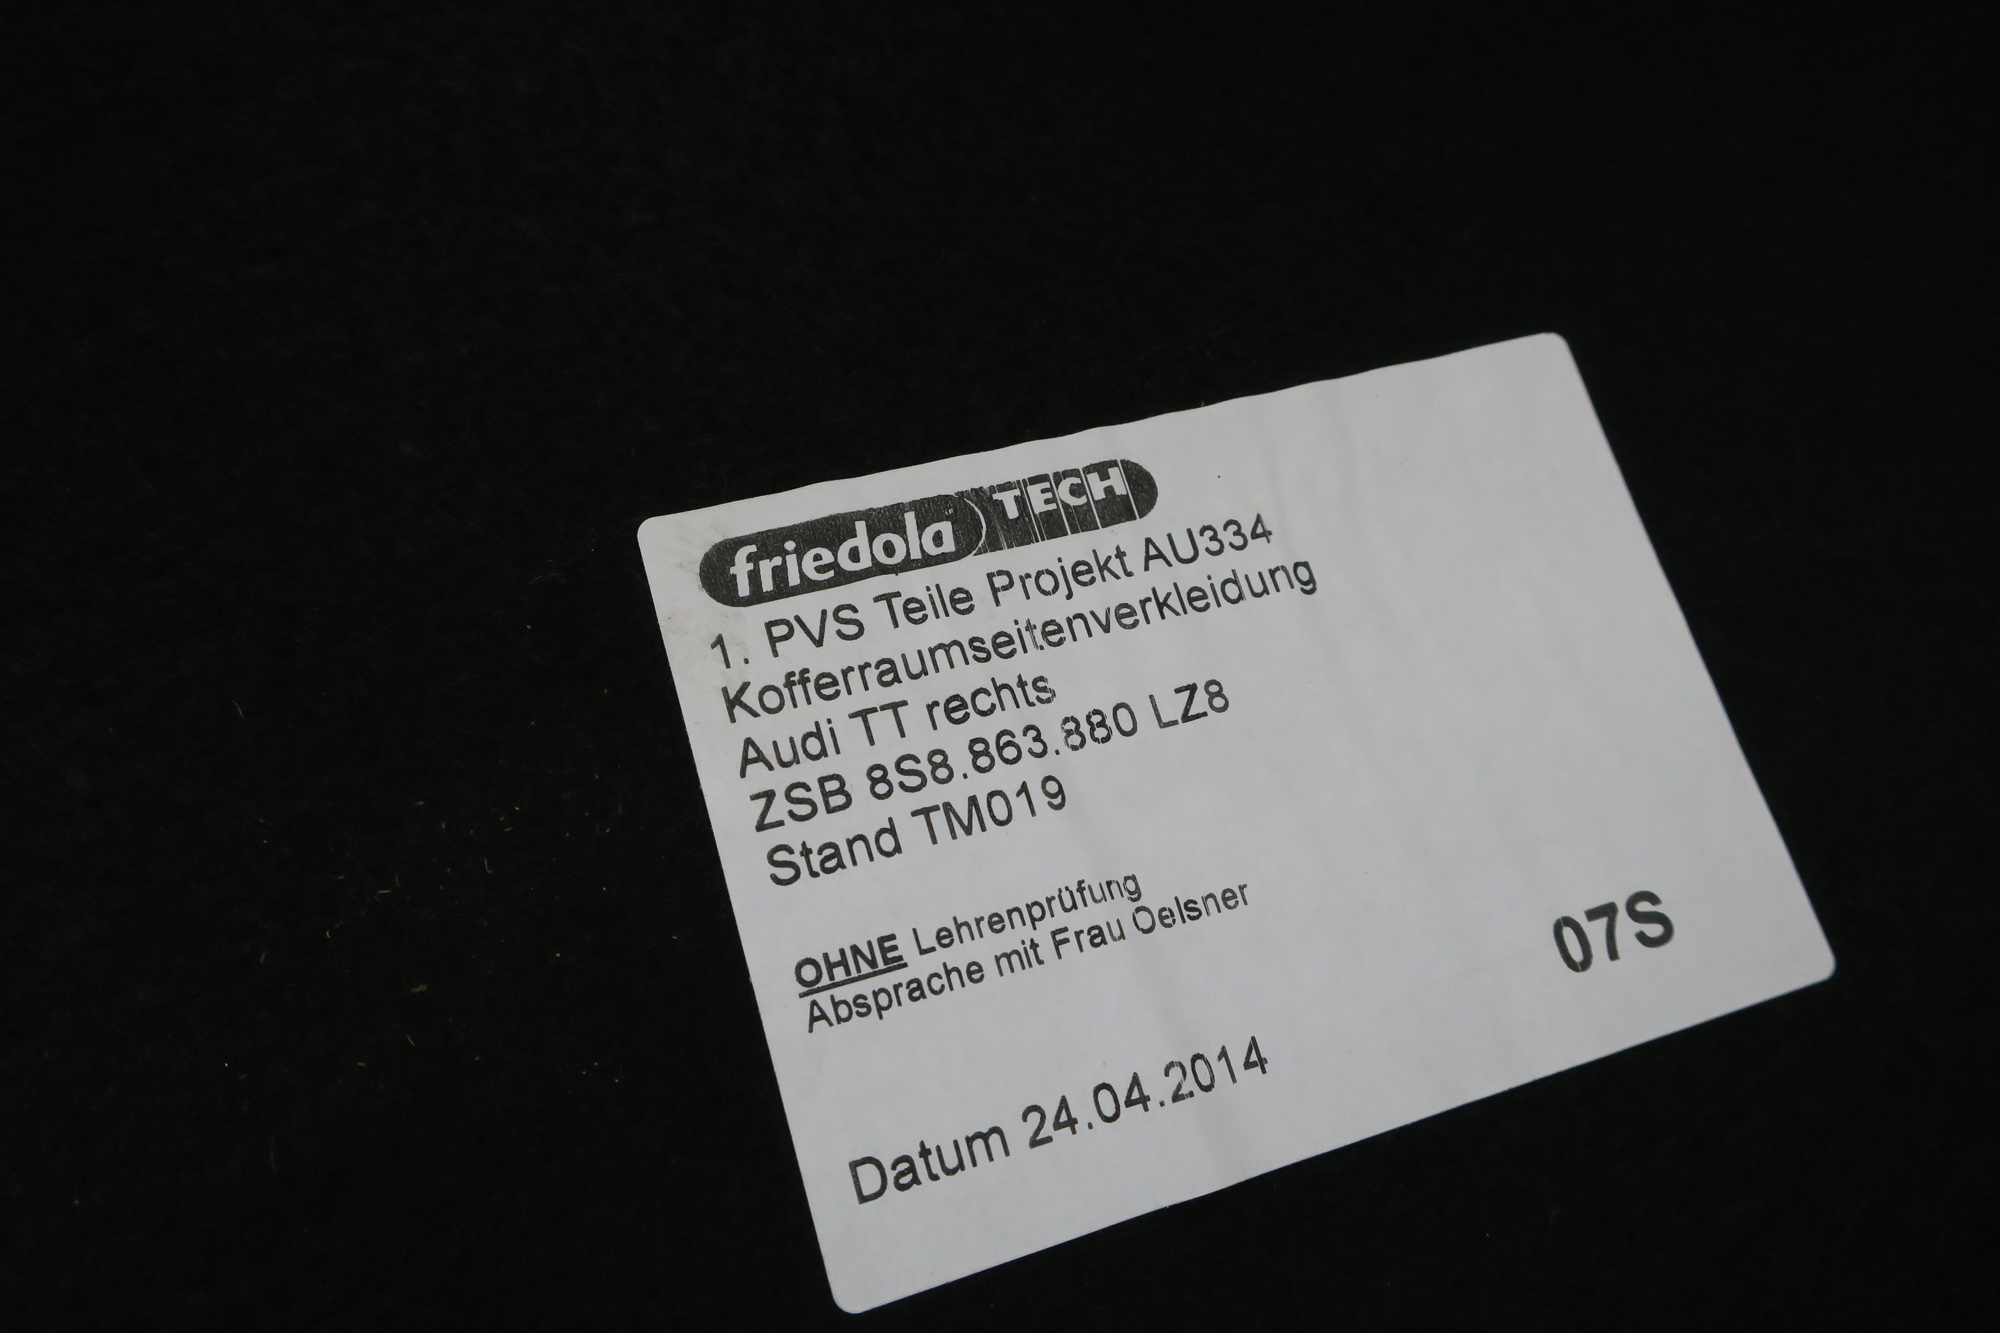 friedola TECH
1. PVS Teile Projekt AU334
Kofferraumseitenverkleidung
Audi TT rechts
ZSB 8S8.863.880 LZ8
Stand TM019
OHNE Lehrenprüfung
Absprache mit Frau Oelsner
07S
Datum 24.04.2014